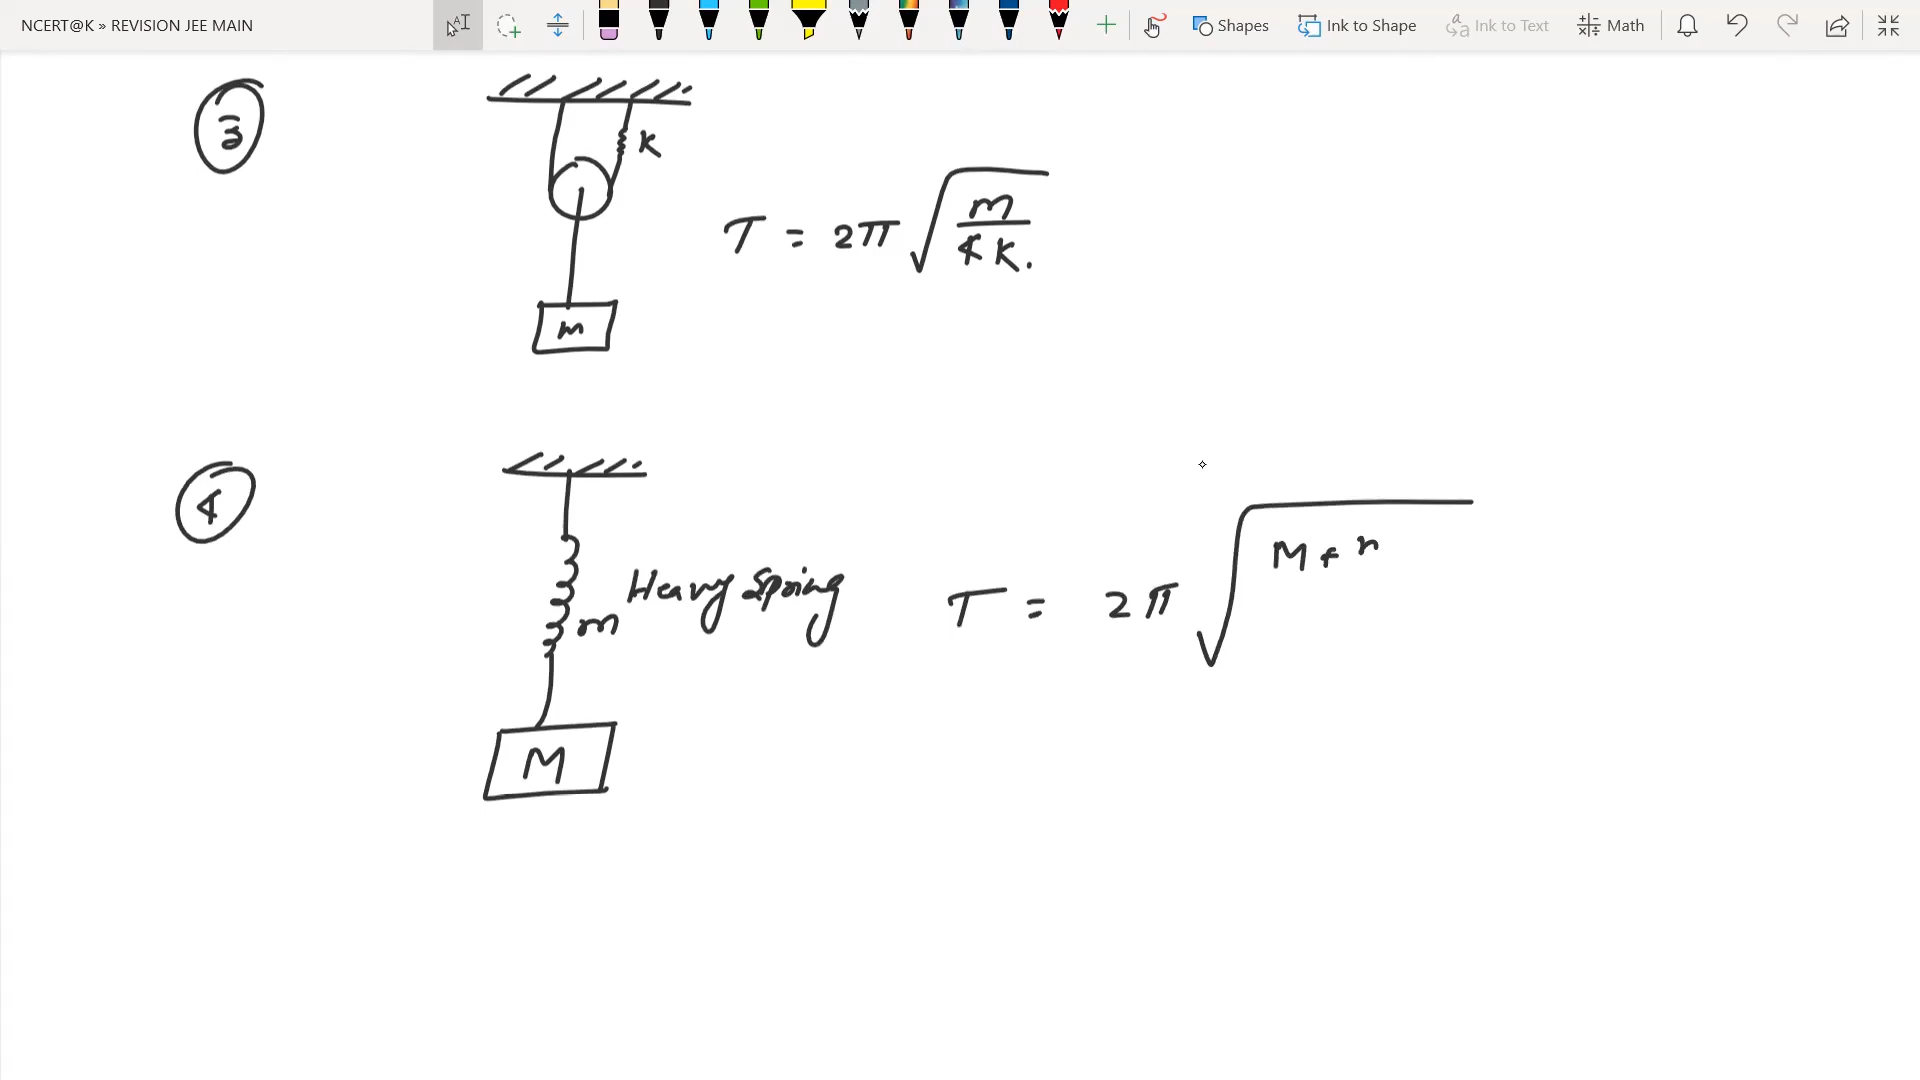 NCERT@K » REVISION JEE MAIN
Shapes
Ink to Shape
Ink to Text
Math
3
K
T = 2π √(m / 4K.)
m
4
Heavy Spring
m
T = 2π √(M + n
M